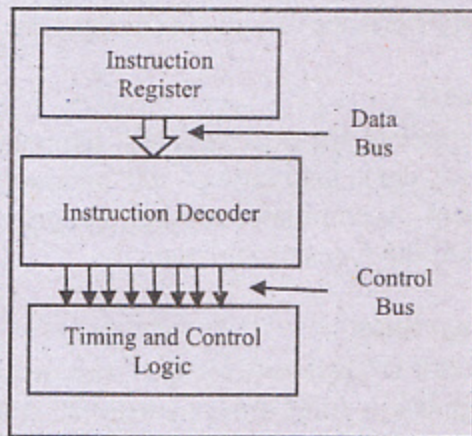 Instruction
Register
Data
Bus
Instruction Decoder
Control
Bus
Timing and Control
Logic